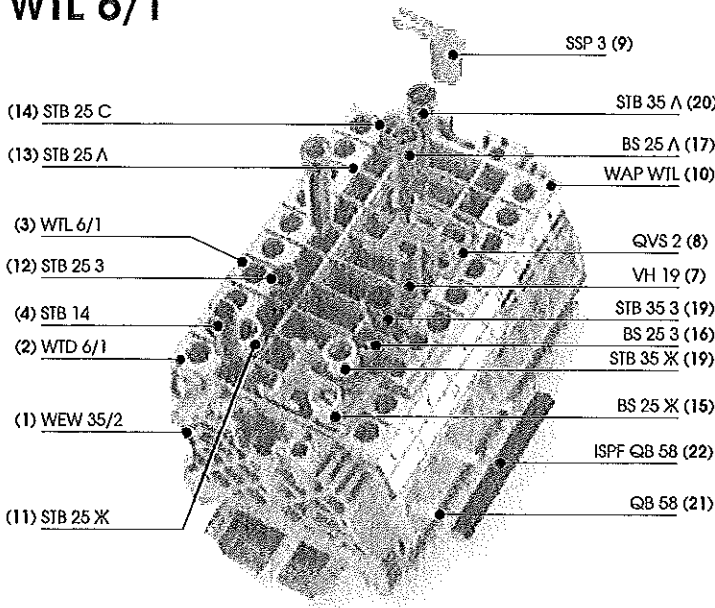 WTL 6/1
SSP 3 (9)
(14) STB 25 C
STB 35 Λ (20)
(13) STB 25 Λ
BS 25 Λ (17)
WAP WTL (10)
(3) WTL 6/1
QVS 2 (8)
(12) STB 25 3
VH 19 (7)
(4) STB 14
STB 35 3 (19)
(2) WTD 6/1
BS 25 3 (16)
STB 35 Ж (19)
(1) WEW 35/2
BS 25 Ж (15)
ISPF QB 58 (22)
(11) STB 25 Ж
QB 58 (21)